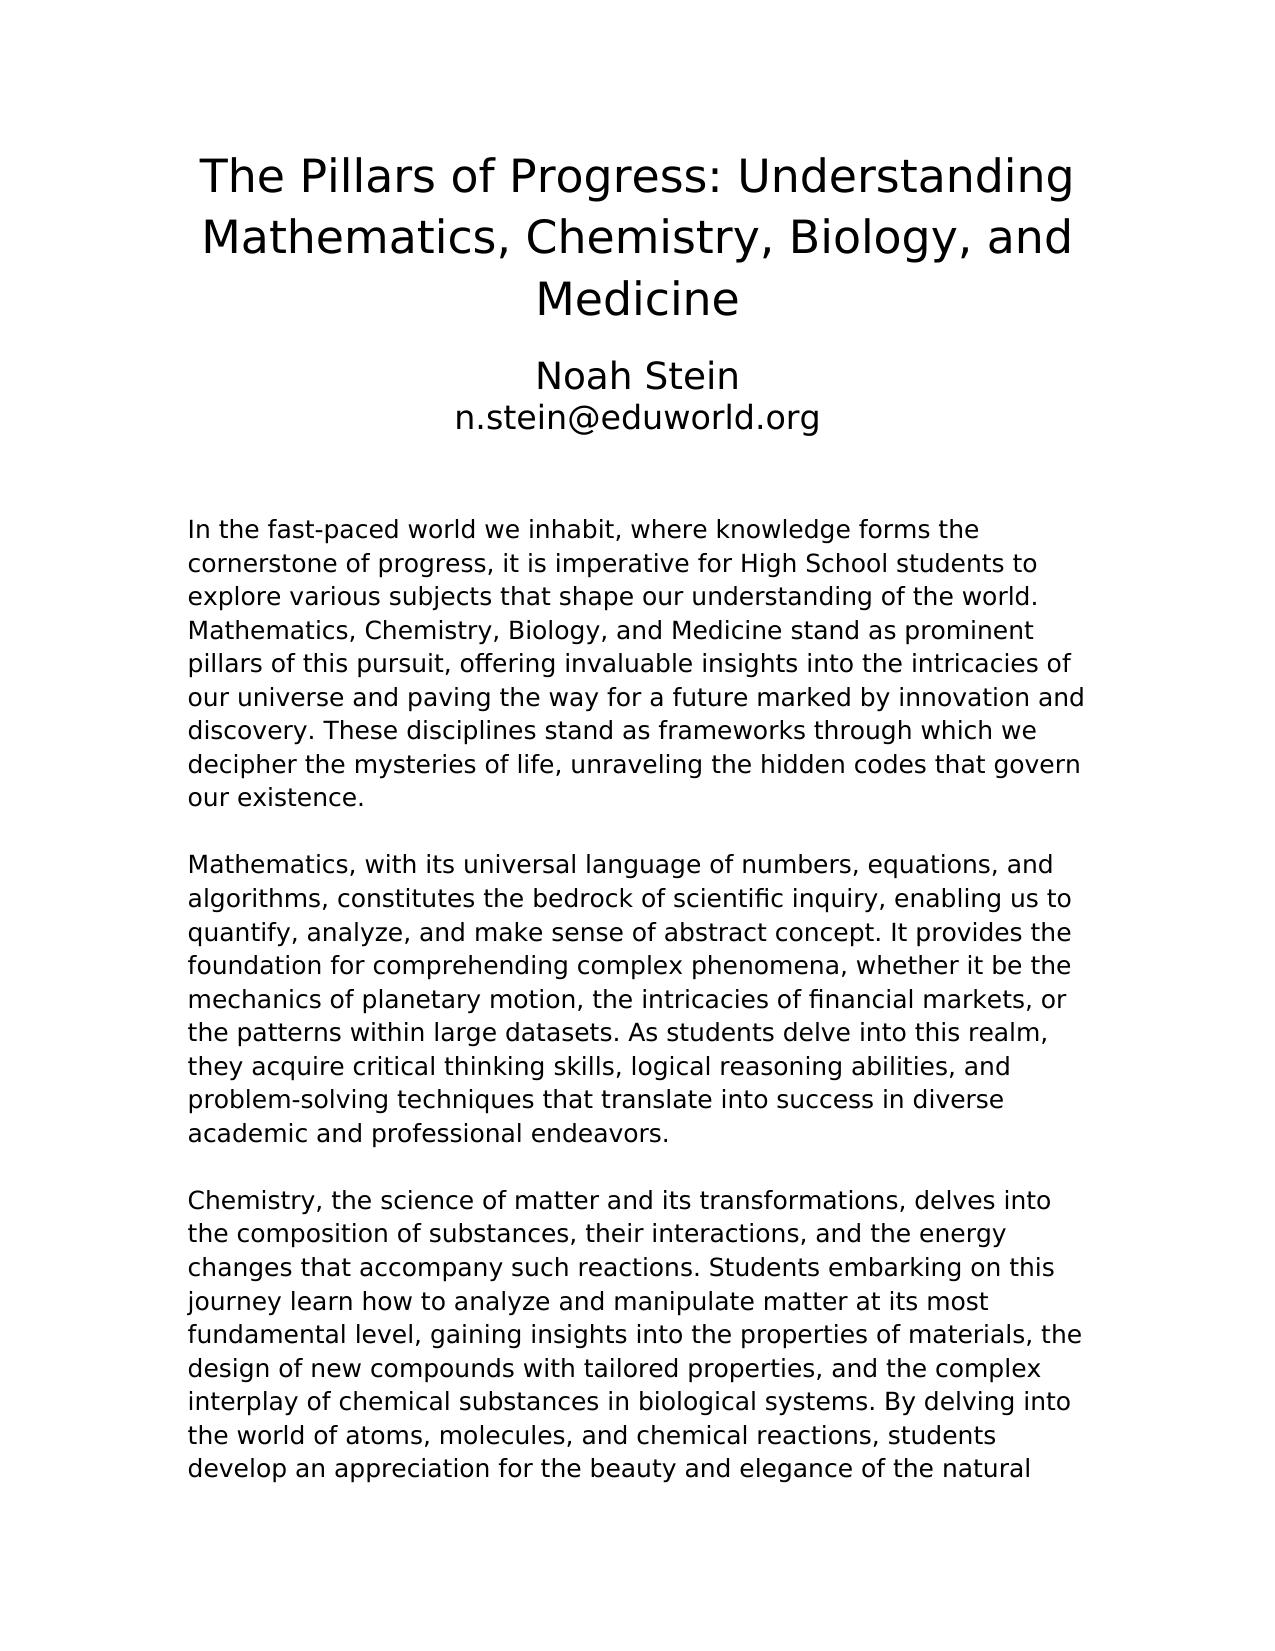 The Pillars of Progress: Understanding
Mathematics, Chemistry, Biology, and
Medicine
Noah Stein
n.stein@eduworld.org
In the fast-paced world we inhabit, where knowledge forms the
cornerstone of progress, it is imperative for High School students to
explore various subjects that shape our understanding of the world.
Mathematics, Chemistry, Biology, and Medicine stand as prominent
pillars of this pursuit, offering invaluable insights into the intricacies of
our universe and paving the way for a future marked by innovation and
discovery. These disciplines stand as frameworks through which we
decipher the mysteries of life, unraveling the hidden codes that govern
our existence.
Mathematics, with its universal language of numbers, equations, and
algorithms, constitutes the bedrock of scientific inquiry, enabling us to
quantify, analyze, and make sense of abstract concept. It provides the
foundation for comprehending complex phenomena, whether it be the
mechanics of planetary motion, the intricacies of financial markets, or
the patterns within large datasets. As students delve into this realm,
they acquire critical thinking skills, logical reasoning abilities, and
problem-solving techniques that translate into success in diverse
academic and professional endeavors.
Chemistry, the science of matter and its transformations, delves into
the composition of substances, their interactions, and the energy
changes that accompany such reactions. Students embarking on this
journey learn how to analyze and manipulate matter at its most
fundamental level, gaining insights into the properties of materials, the
design of new compounds with tailored properties, and the complex
interplay of chemical substances in biological systems. By delving into
the world of atoms, molecules, and chemical reactions, students
develop an appreciation for the beauty and elegance of the natural